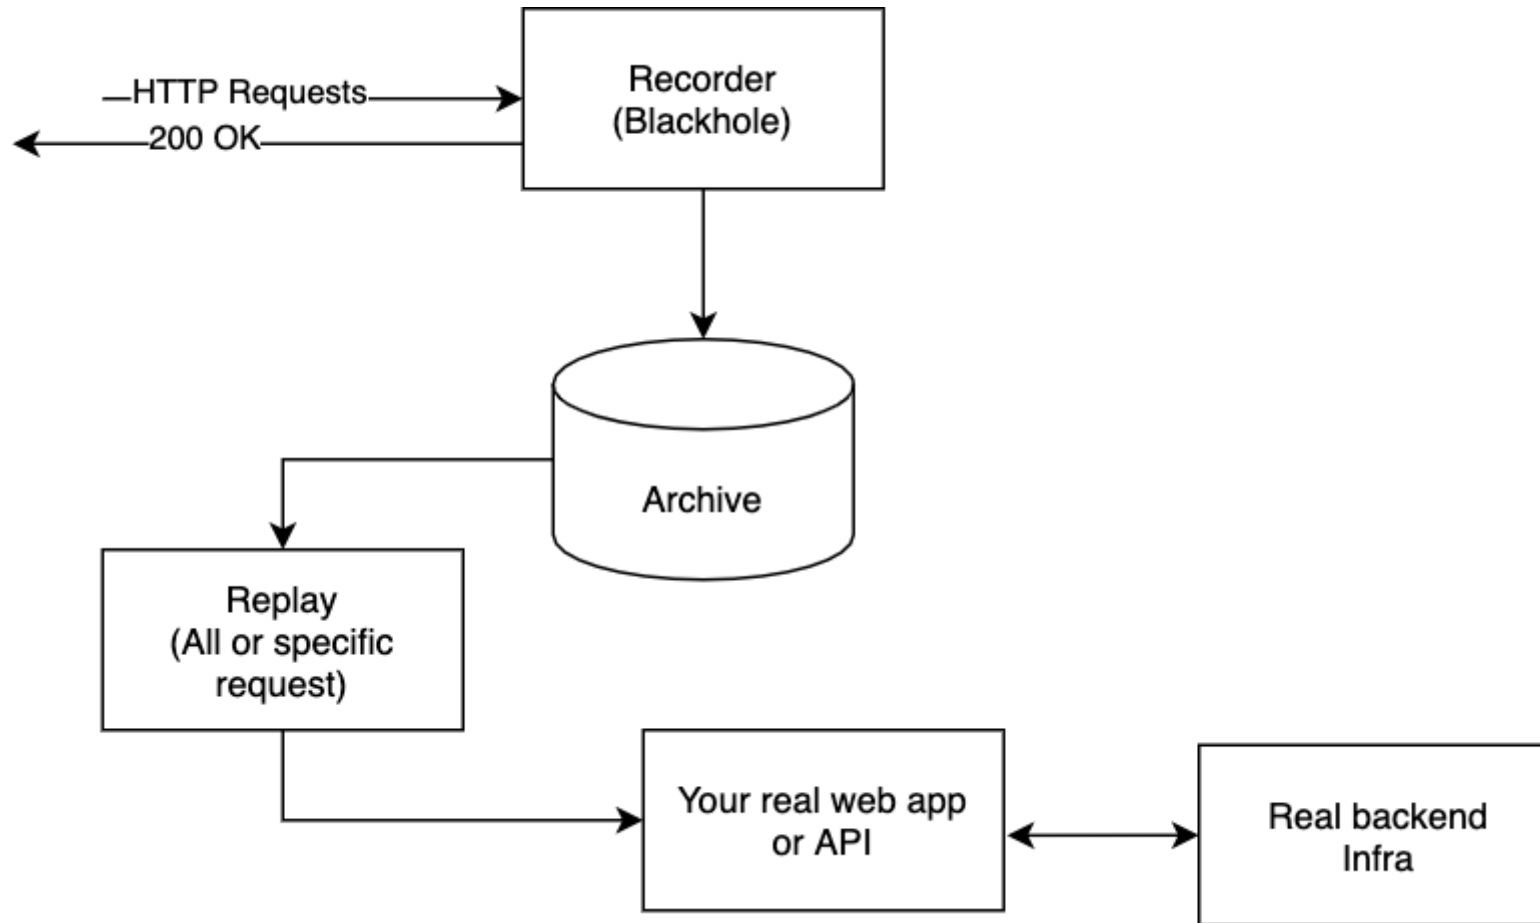 HTTP Requests
200 OK
Recorder
(Blackhole)
Archive
Replay
(All or specific
request)
Your real web app
or API
Real backend
Infra